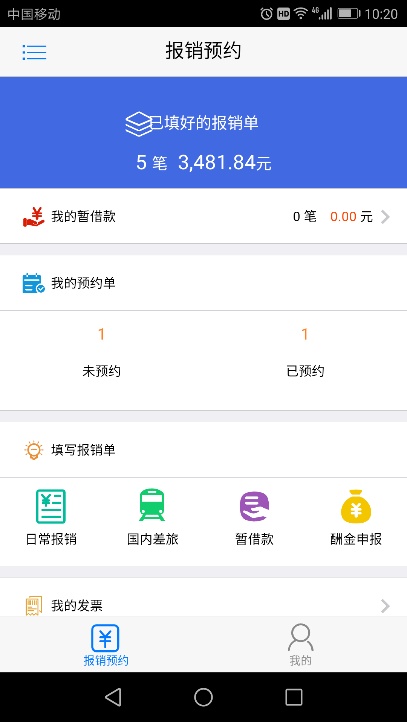 中国移动 HD 4G 10:20
报销预约
已填好的报销单
5 笔 3,481.84元
我的暂借款 0 笔 0.00 元
我的预约单
1 1
未预约 已预约
填写报销单
日常报销 国内差旅 暂借款 酬金申报
我的发票
报销预约 我的